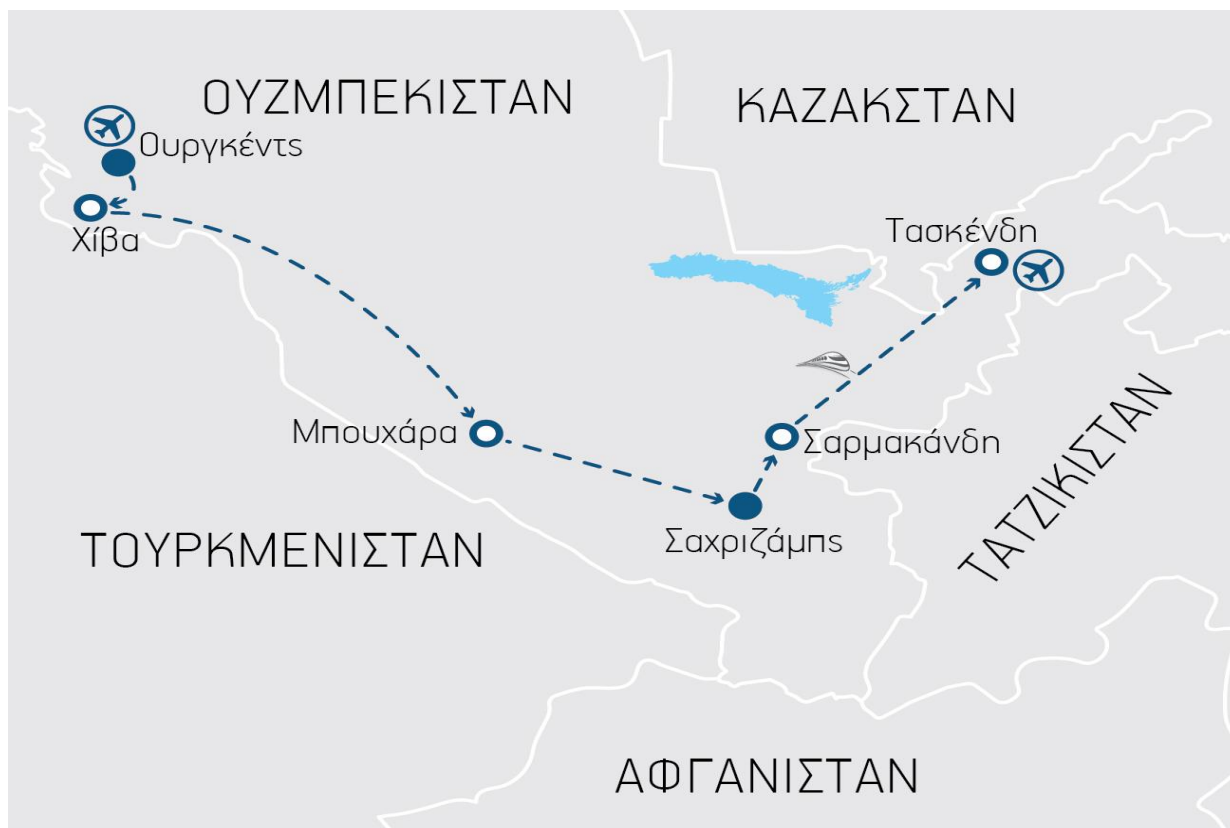 ΟΥΖΜΠΕΚΙΣΤΑΝ
ΚΑΖΑΚΣΤΑΝ
Ουργκέντς
Χίβα
Τασκένδη
Μπουχάρα
Σαρμακάνδη
Σαχριζάμπς
ΤΟΥΡΚΜΕΝΙΣΤΑΝ
ΤΑΤΖΙΚΙΣΤΑΝ
ΑΦΓΑΝΙΣΤΑΝ